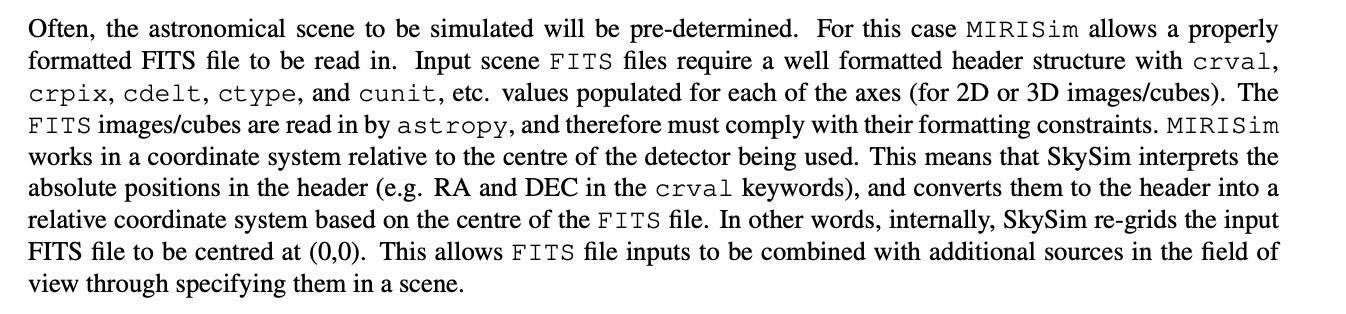 Often, the astronomical scene to be simulated will be pre-determined. For this case MIRISim allows a properly
formatted FITS file to be read in. Input scene FITS files require a well formatted header structure with crval,
crpix, cdelt, ctype, and cunit, etc. values populated for each of the axes (for 2D or 3D images/cubes). The
FITS images/cubes are read in by astropy, and therefore must comply with their formatting constraints. MIRISim
works in a coordinate system relative to the centre of the detector being used. This means that SkySim interprets the
absolute positions in the header (e.g. RA and DEC in the crval keywords), and converts them to the header into a
relative coordinate system based on the centre of the FITS file. In other words, internally, SkySim re-grids the input
FITS file to be centred at (0,0). This allows FITS file inputs to be combined with additional sources in the field of
view through specifying them in a scene.